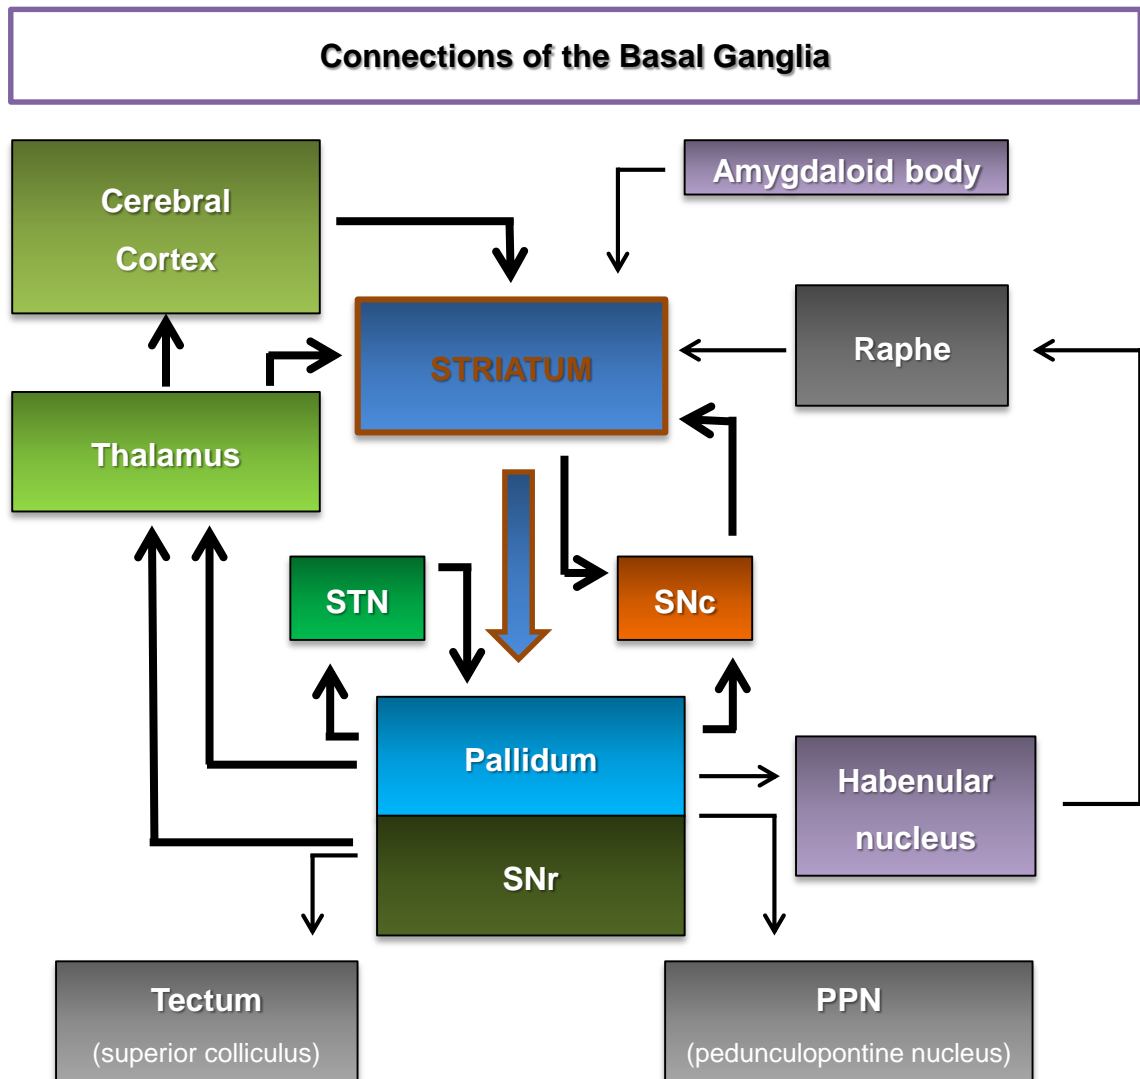 Connections of the Basal Ganglia
Amygdaloid body
Cerebral
Cortex
Raphe
STRIATUM
Thalamus
STN
SNc
Pallidum
Habenular
nucleus
SNr
Tectum
(superior colliculus)
PPN
(pedunculopontine nucleus)